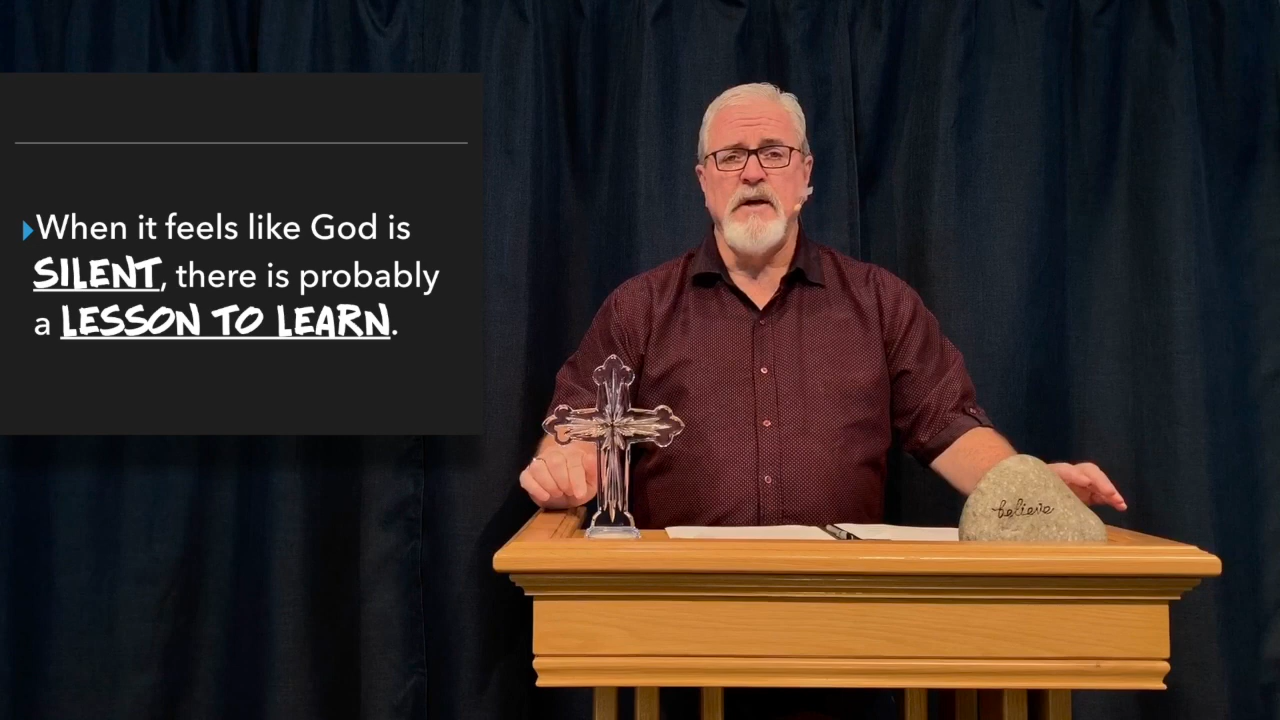 When it feels like God is
SILENT, there is probably
a LESSON TO LEARN.
believe